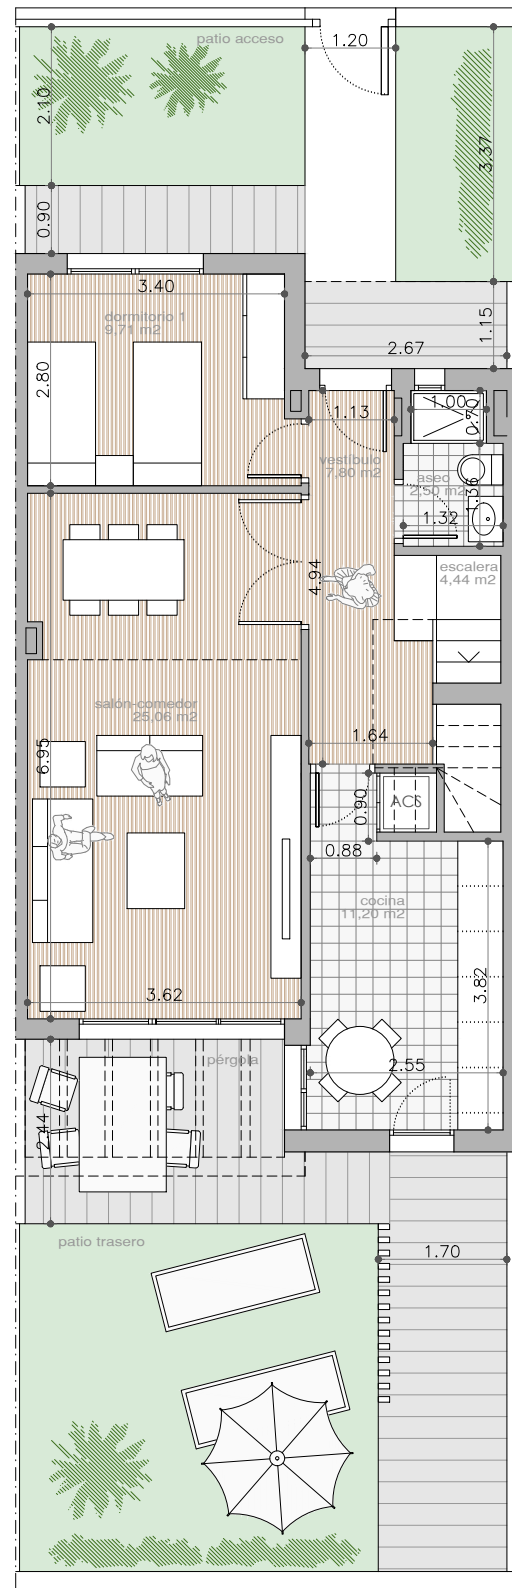 patio acceso
1.20
2.10
3.37
0.90
3.40
dormitorio 1
9,71 m2
1.15
2.67
2.80
1.00
0.70
1.13
vestíbulo
7,80 m2
aseo
2,50 m2
1.36
1.32
4.94
escalera
4,44 m2
salón-comedor
25,06 m2
6.95
1.64
0.90
ACS
0.88
cocina
11,20 m2
3.62
3.82
pérgola
2.55
2.44
patio trasero
1.70